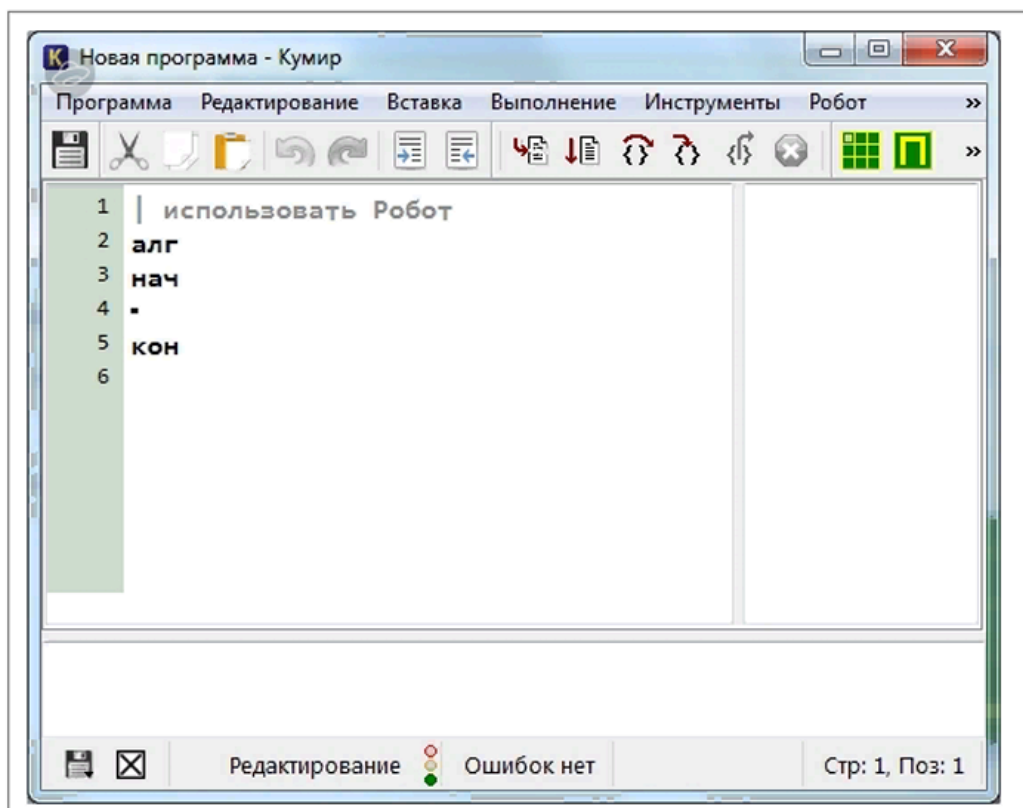 Новая программа - Кумир
Программа Редактирование Вставка Выполнение Инструменты Робот »
»
1 | использовать Робот
2 алг
3 нач
4 .
5 кон
6
Редактирование Ошибок нет Стр: 1, Поз: 1